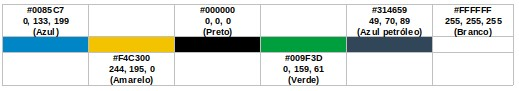 #0085C7
0, 133, 199
(Azul)
#000000
0, 0, 0
(Preto)
#314659
49, 70, 89
(Azul petróleo)
#FFFFFF
255, 255, 255
(Branco)
#F4C300
244, 195, 0
(Amarelo)
#009F3D
0, 159, 61
(Verde)